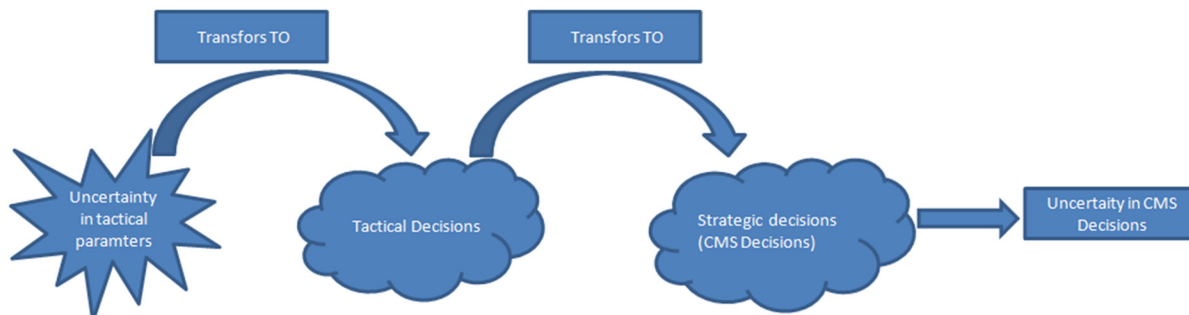 Transfors TO
Transfors TO
Uncertainty
in tactical
paramters
Tactical Decisions
Strategic decisions
(CMS Decisions)
Uncertaity in CMS
Decisions